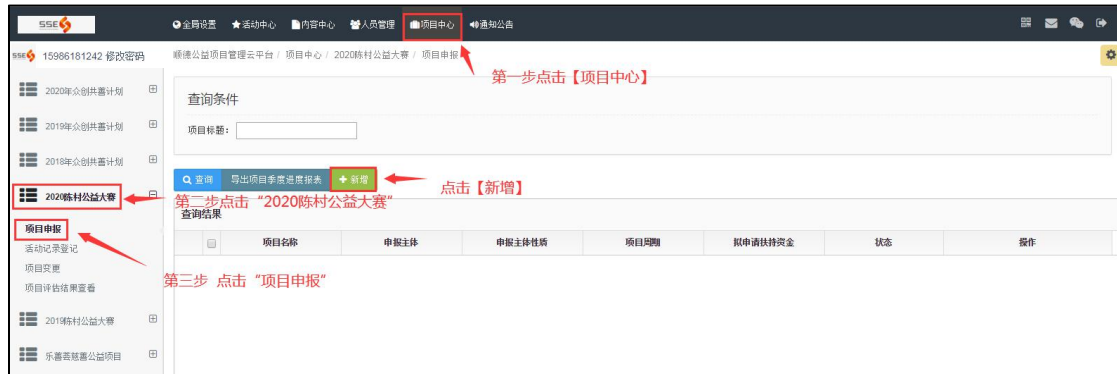 SSE
全局设置 活动中心 内容中心 人员管理 项目中心 通知公告
SSE 15986181242 修改密码
顺德公益项目管理云平台 / 项目中心 / 2020陈村公益大赛 / 项目申报
第一步点击【项目中心】
2020年众创共善计划
2019年众创共善计划
2018年众创共善计划
2020陈村公益大赛
项目申报
活动记录登记
项目变更
项目评估结果查看
2019陈村公益大赛
乐善荟慈善公益项目
查询条件
项目标题：
查询 导出项目季度进度报表 + 新增
点击【新增】
第二步点击“2020陈村公益大赛”
查询结果
项目名称 申报主体 申报主体性质 项目周期 拟申请扶持资金 状态 操作
第三步 点击“项目申报”